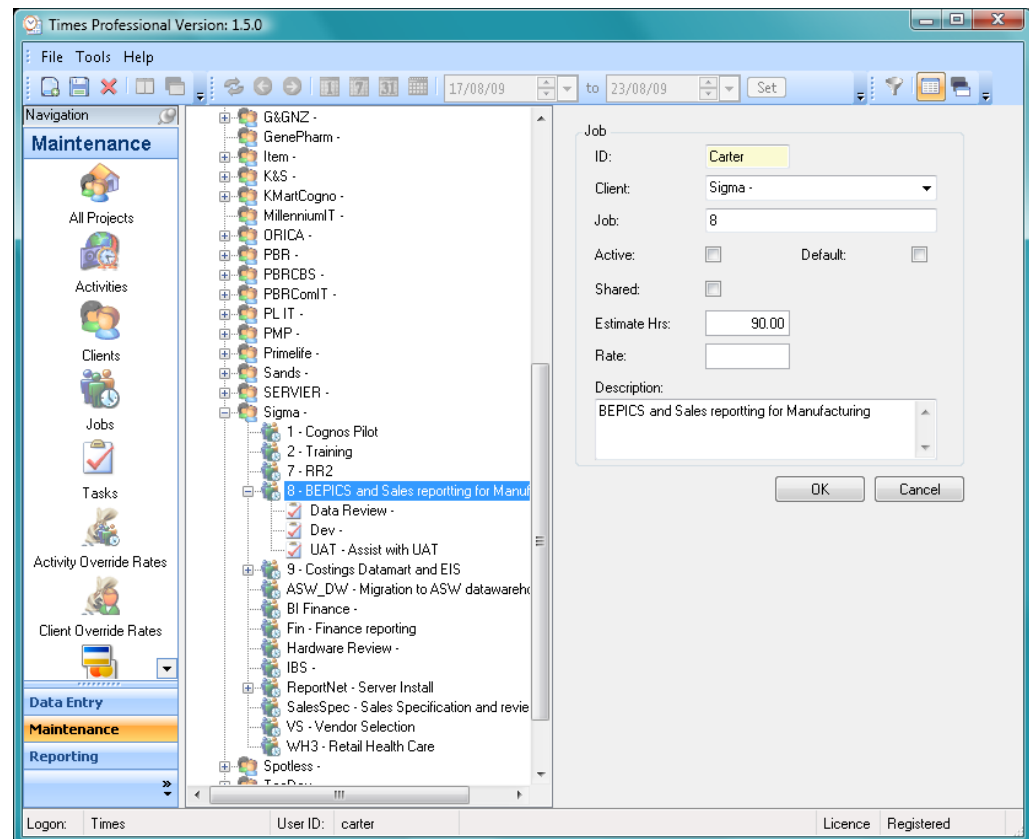 Times Professional Version: 1.5.0
File Tools Help
1 7 31 17/08/09 to 23/08/09 Set
Navigation
Maintenance
All Projects
Activities
Clients
Jobs
Tasks
Activity Override Rates
Client Override Rates
Data Entry
Maintenance
Reporting
G&GNZ -
GenePharm -
Item -
K&S -
KMartCogno -
MillenniumIT -
ORICA -
PBR -
PBRCBS -
PBRComIT -
PL IT -
PMP -
Primelife -
Sands -
SERVIER -
Sigma -
1 - Cognos Pilot
2 - Training
7 - RR2
8 - BEPICS and Sales reportting for Manuf
Data Review -
Dev -
UAT - Assist with UAT
9 - Costings Datamart and EIS
ASW_DW - Migration to ASW datawareho
BI Finance -
Fin - Finance reporting
Hardware Review -
IBS -
ReportNet - Server Install
SalesSpec - Sales Specification and revie
VS - Vendor Selection
WH3 - Retail Health Care
Spotless -
Job
ID: Carter
Client: Sigma -
Job: 8
Active: Default:
Shared:
Estimate Hrs: 90.00
Rate:
Description:
BEPICS and Sales reportting for Manufacturing
OK Cancel
Logon: Times User ID: carter Licence Registered